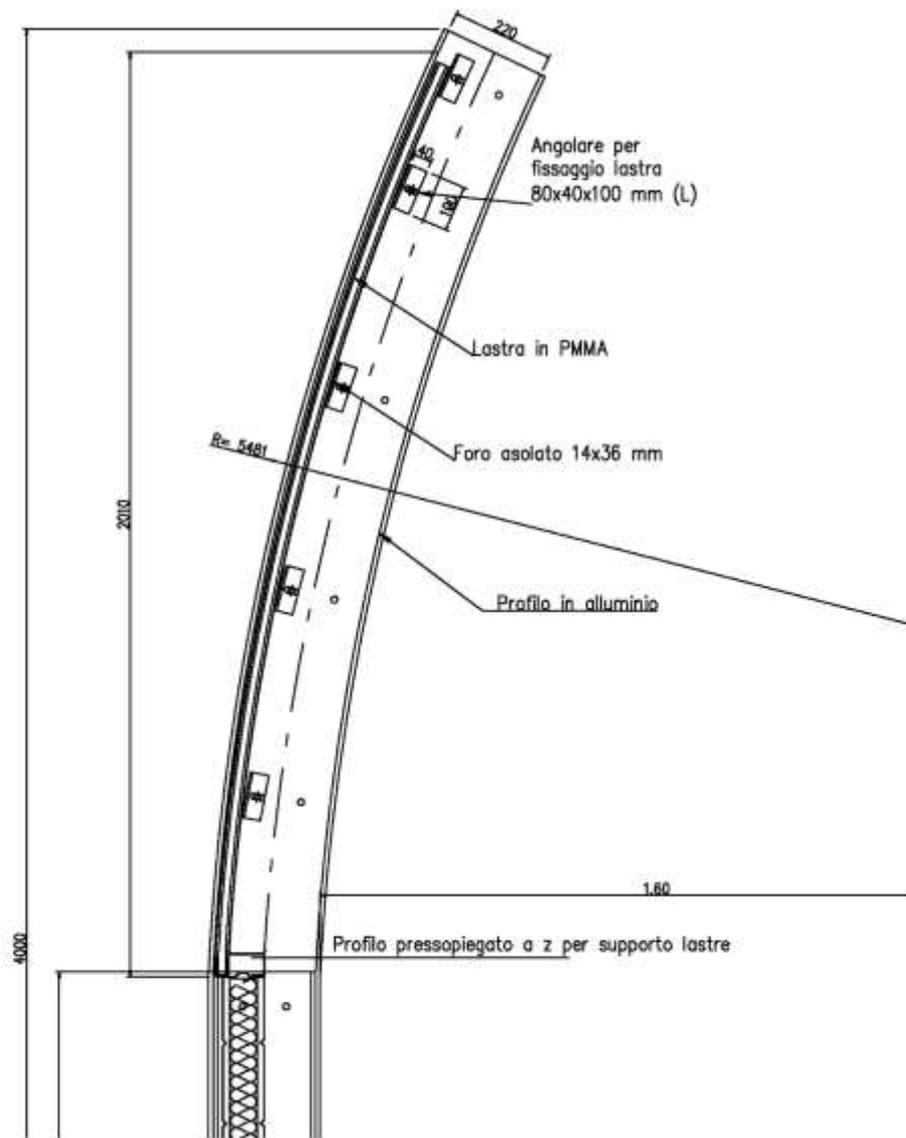 220
Angolare per
fissaggio lastra
80x40x100 mm (L)
40
100
Lastra in PMMA
Foro asolato 14x36 mm
R= 5481
2010
Profilo in alluminio
1.60
4000
Profilo pressopiegato a z per supporto lastre